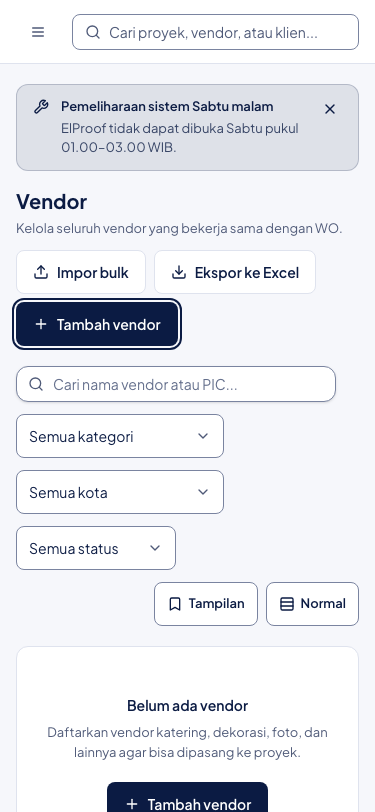 Cari proyek, vendor, atau klien...
Pemeliharaan sistem Sabtu malam
ElProof tidak dapat dibuka Sabtu pukul
01.00–03.00 WIB.
Vendor
Kelola seluruh vendor yang bekerja sama dengan WO.
Impor bulk
Ekspor ke Excel
Tambah vendor
Cari nama vendor atau PIC...
Semua kategori
Semua kota
Semua status
Tampilan
Normal
Belum ada vendor
Daftarkan vendor katering, dekorasi, foto, dan
lainnya agar bisa dipasang ke proyek.
Tambah vendor